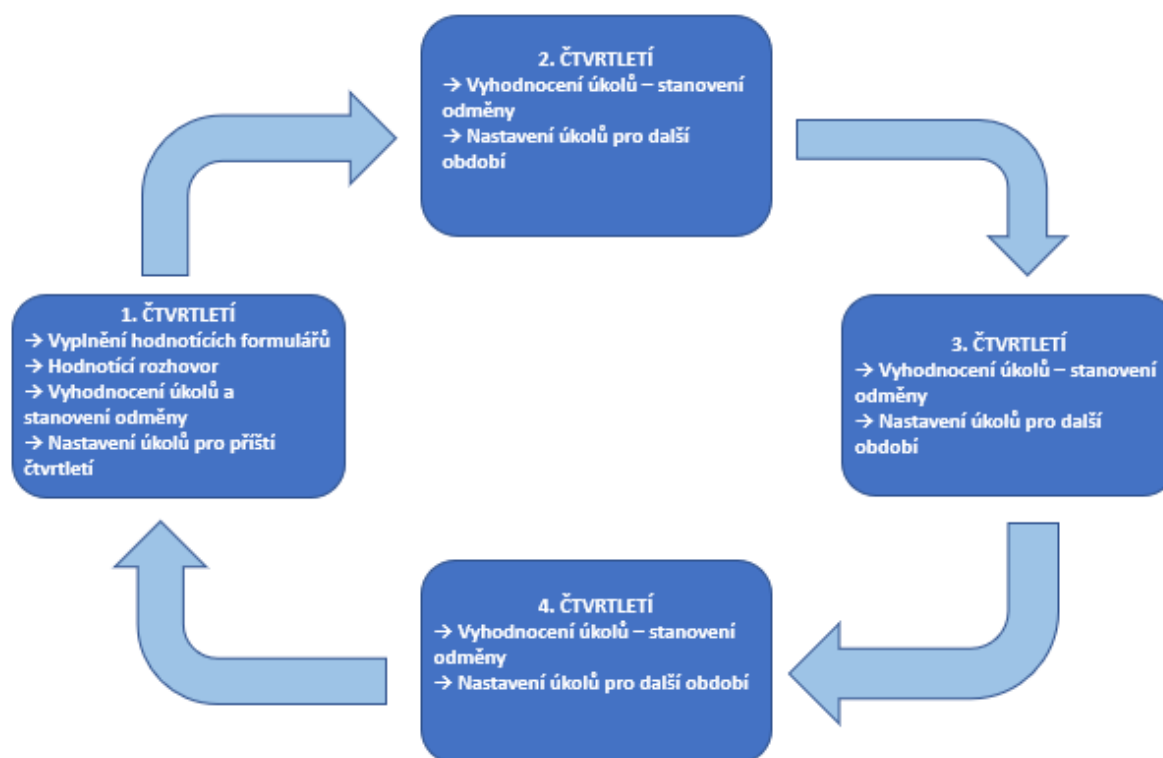 2. ČTVRTLETÍ
→ Vyhodnocení úkolů – stanovení
odměny
→ Nastavení úkolů pro další
období
1. ČTVRTLETÍ
→ Vyplnění hodnotících formulářů
→ Hodnotící rozhovor
→ Vyhodnocení úkolů a
stanovení odměny
→ Nastavení úkolů pro příští
čtvrtletí
3. ČTVRTLETÍ
→ Vyhodnocení úkolů – stanovení
odměny
→ Nastavení úkolů pro další
období
4. ČTVRTLETÍ
→ Vyhodnocení úkolů – stanovení
odměny
→ Nastavení úkolů pro další období